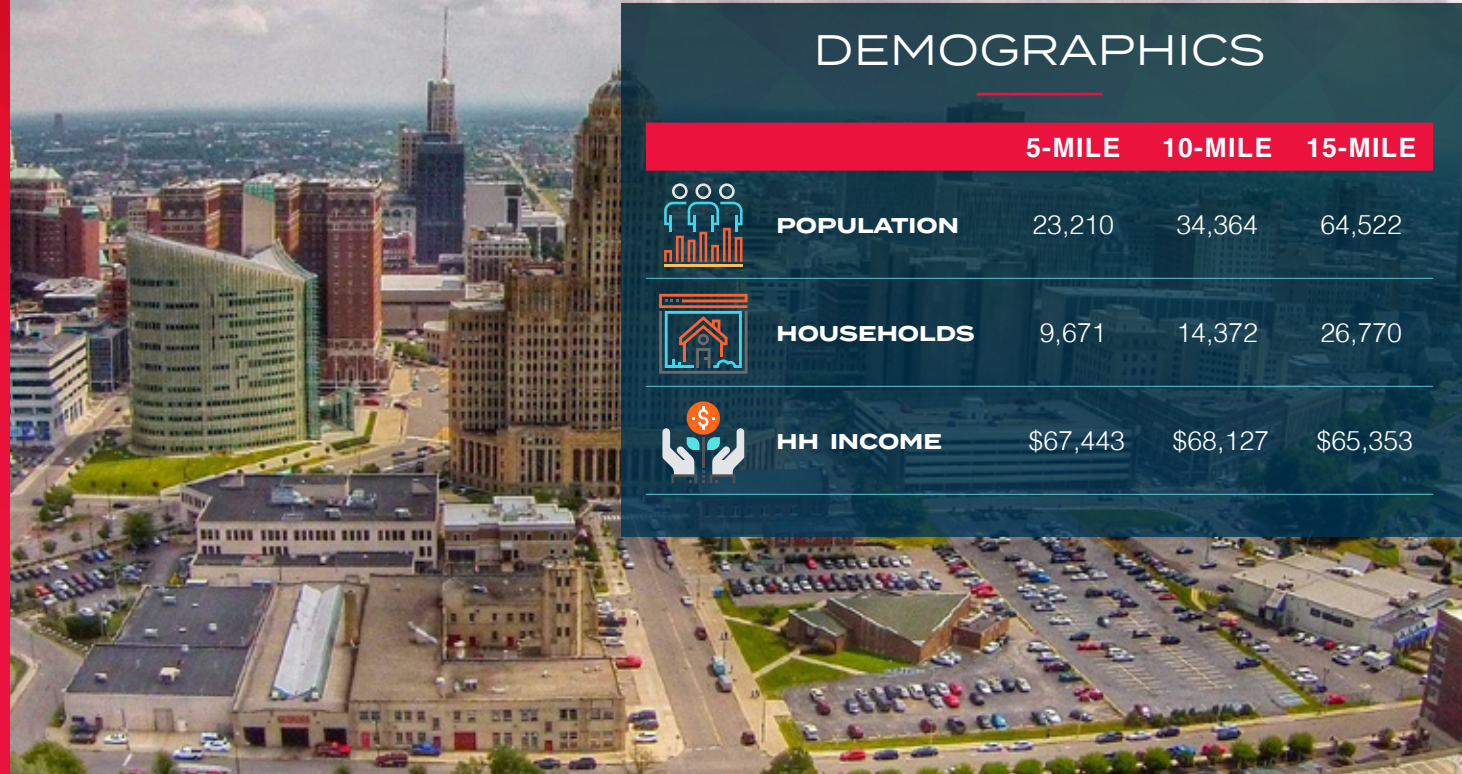 DEMOGRAPHICS
5-MILE 10-MILE 15-MILE
POPULATION 23,210 34,364 64,522
HOUSEHOLDS 9,671 14,372 26,770
$
HH INCOME $67,443 $68,127 $65,353